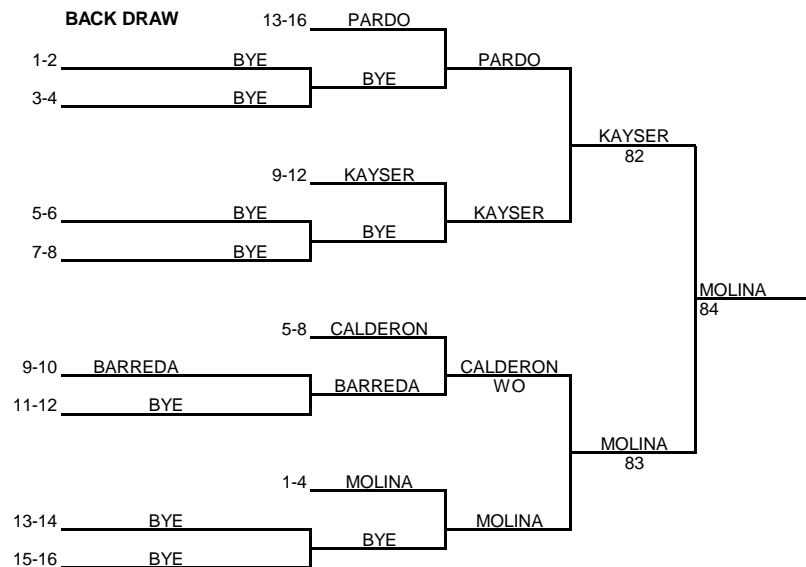 BACK DRAW
13-16 PARDO
1-2 BYE
BYE PARDO
3-4 BYE
KAYSER
82
9-12 KAYSER
5-6 BYE
BYE KAYSER
7-8 BYE
MOLINA
84
5-8 CALDERON
9-10 BARREDA
BARREDA CALDERON
WO
11-12 BYE
MOLINA
83
1-4 MOLINA
13-14 BYE
BYE MOLINA
15-16 BYE